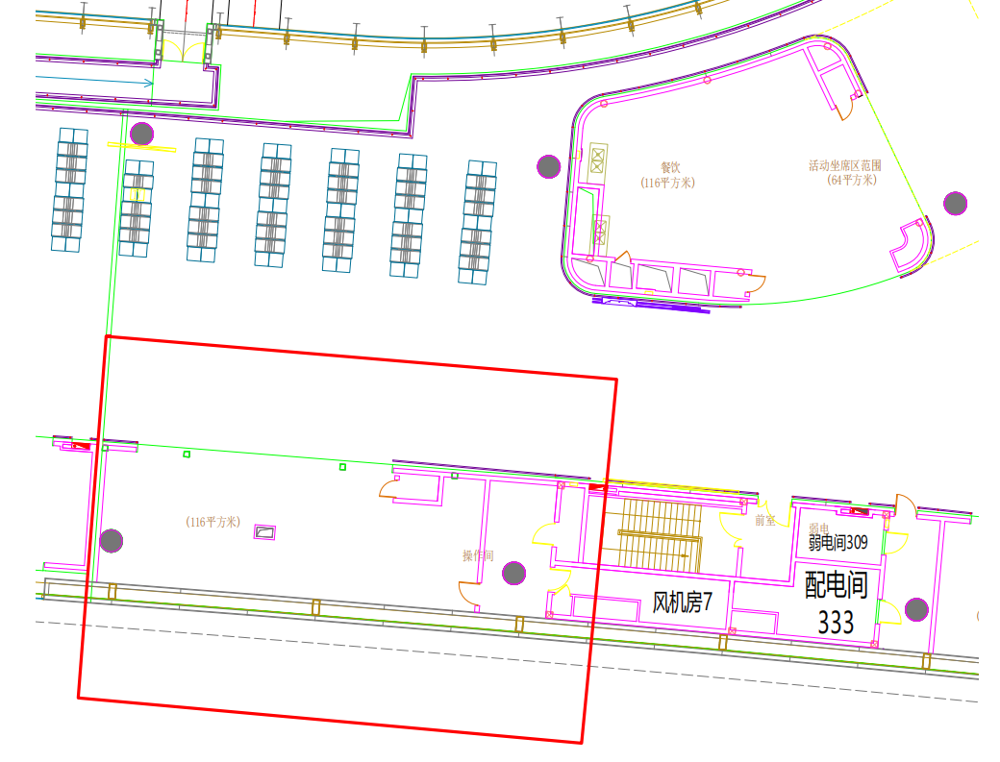 餐饮
(116平方米)
活动坐席区范围
(64平方米)
(116平方米)
操作间
前室
弱电
弱电间309
风机房7
配电间
333